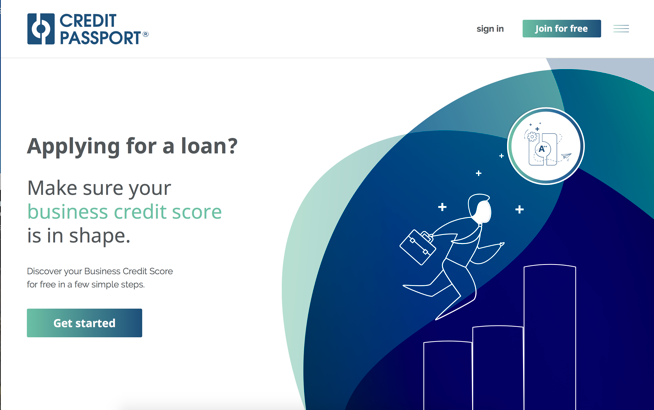 CREDIT
PASSPORT®
sign in
Join for free
Applying for a loan?
Make sure your
business credit score
is in shape.
Discover your Business Credit Score
for free in a few simple steps.
Get started
A-